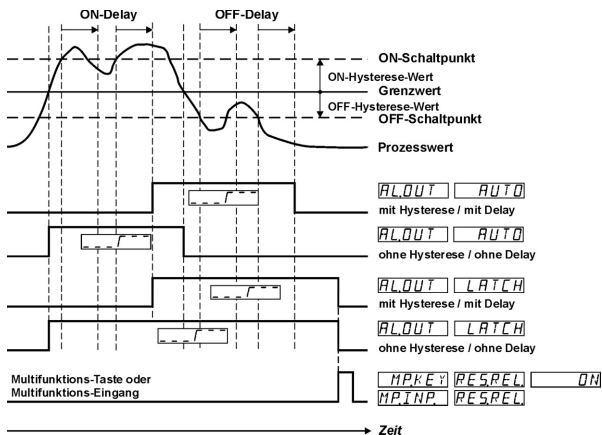 ON-Delay OFF-Delay
ON-Schaltpunkt
ON-Hysterese-Wert
Grenzwert
OFF-Hysterese-Wert
OFF-Schaltpunkt
Prozesswert
AL.OUT AUTO
mit Hysterese / mit Delay
AL.OUT AUTO
ohne Hysterese / ohne Delay
AL.OUT LATCH
mit Hysterese / mit Delay
AL.OUT LATCH
ohne Hysterese / ohne Delay
Multifunktions-Taste oder
Multifunktions-Eingang
MP.KEY RES.REL. ON
MP.INP. RES.REL.
Zeit